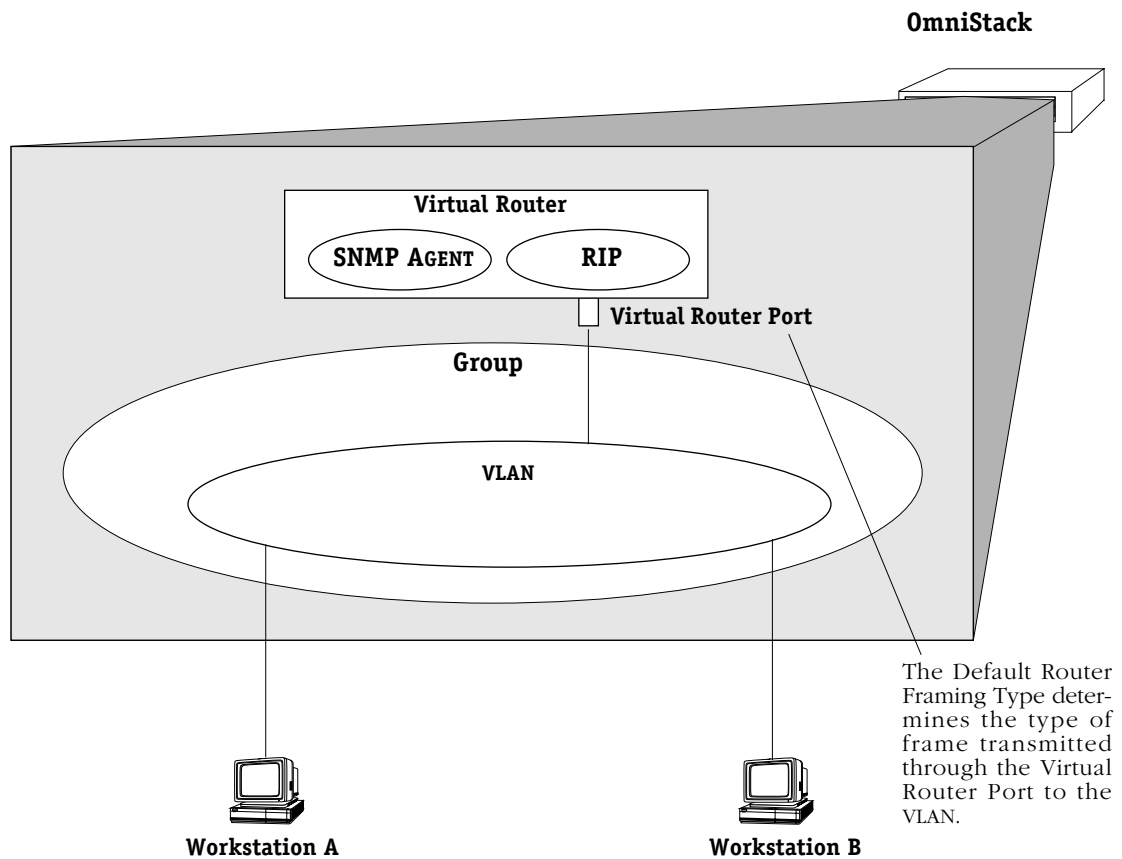 OmniStack
Virtual Router
SNMP AGENT
RIP
Virtual Router Port
Group
VLAN
The Default Router
Framing Type deter-
mines the type of
frame transmitted
through the Virtual
Router Port to the
VLAN.
Workstation A
Workstation B